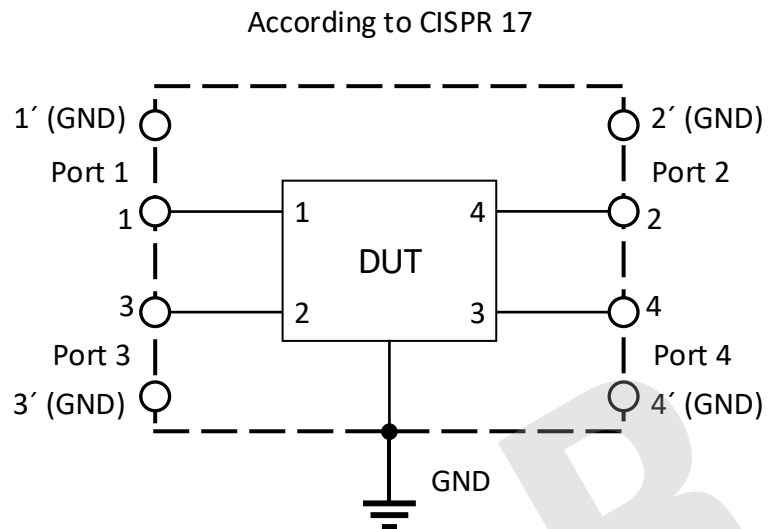 According to CISPR 17
1´ (GND) 2´ (GND)
Port 1 Port 2
1 1 4 2
DUT
3 2 3 4
Port 3 Port 4
3´ (GND) 4´ (GND)
GND